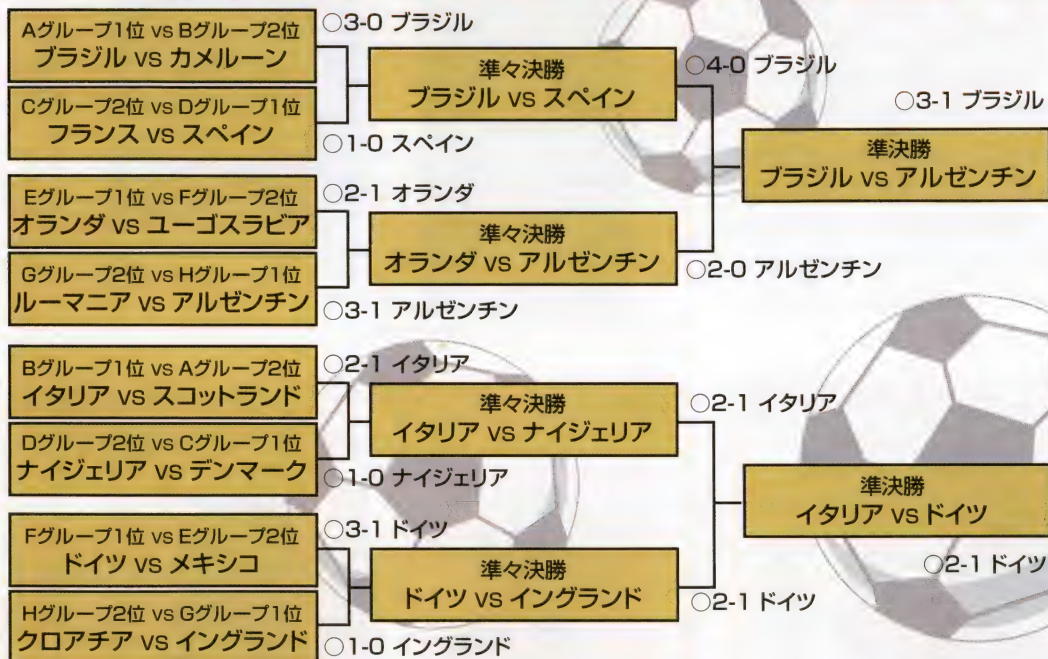 Aグループ1位 vs Bグループ2位
ブラジル vs カメルーン
○3-0 ブラジル
Cグループ2位 vs Dグループ1位
フランス vs スペイン
○1-0 スペイン
準々決勝
ブラジル vs スペイン
○4-0 ブラジル
Eグループ1位 vs Fグループ2位
オランダ vs ユーゴスラビア
○2-1 オランダ
Gグループ2位 vs Hグループ1位
ルーマニア vs アルゼンチン
○3-1 アルゼンチン
準々決勝
オランダ vs アルゼンチン
○2-0 アルゼンチン
○3-1 ブラジル
準決勝
ブラジル vs アルゼンチン
Bグループ1位 vs Aグループ2位
イタリア vs スコットランド
○2-1 イタリア
Dグループ2位 vs Cグループ1位
ナイジェリア vs デンマーク
○1-0 ナイジェリア
準々決勝
イタリア vs ナイジェリア
○2-1 イタリア
Fグループ1位 vs Eグループ2位
ドイツ vs メキシコ
○3-1 ドイツ
Hグループ2位 vs Gグループ1位
クロアチア vs イングランド
○1-0 イングランド
準々決勝
ドイツ vs イングランド
○2-1 ドイツ
準決勝
イタリア vs ドイツ
○2-1 ドイツ